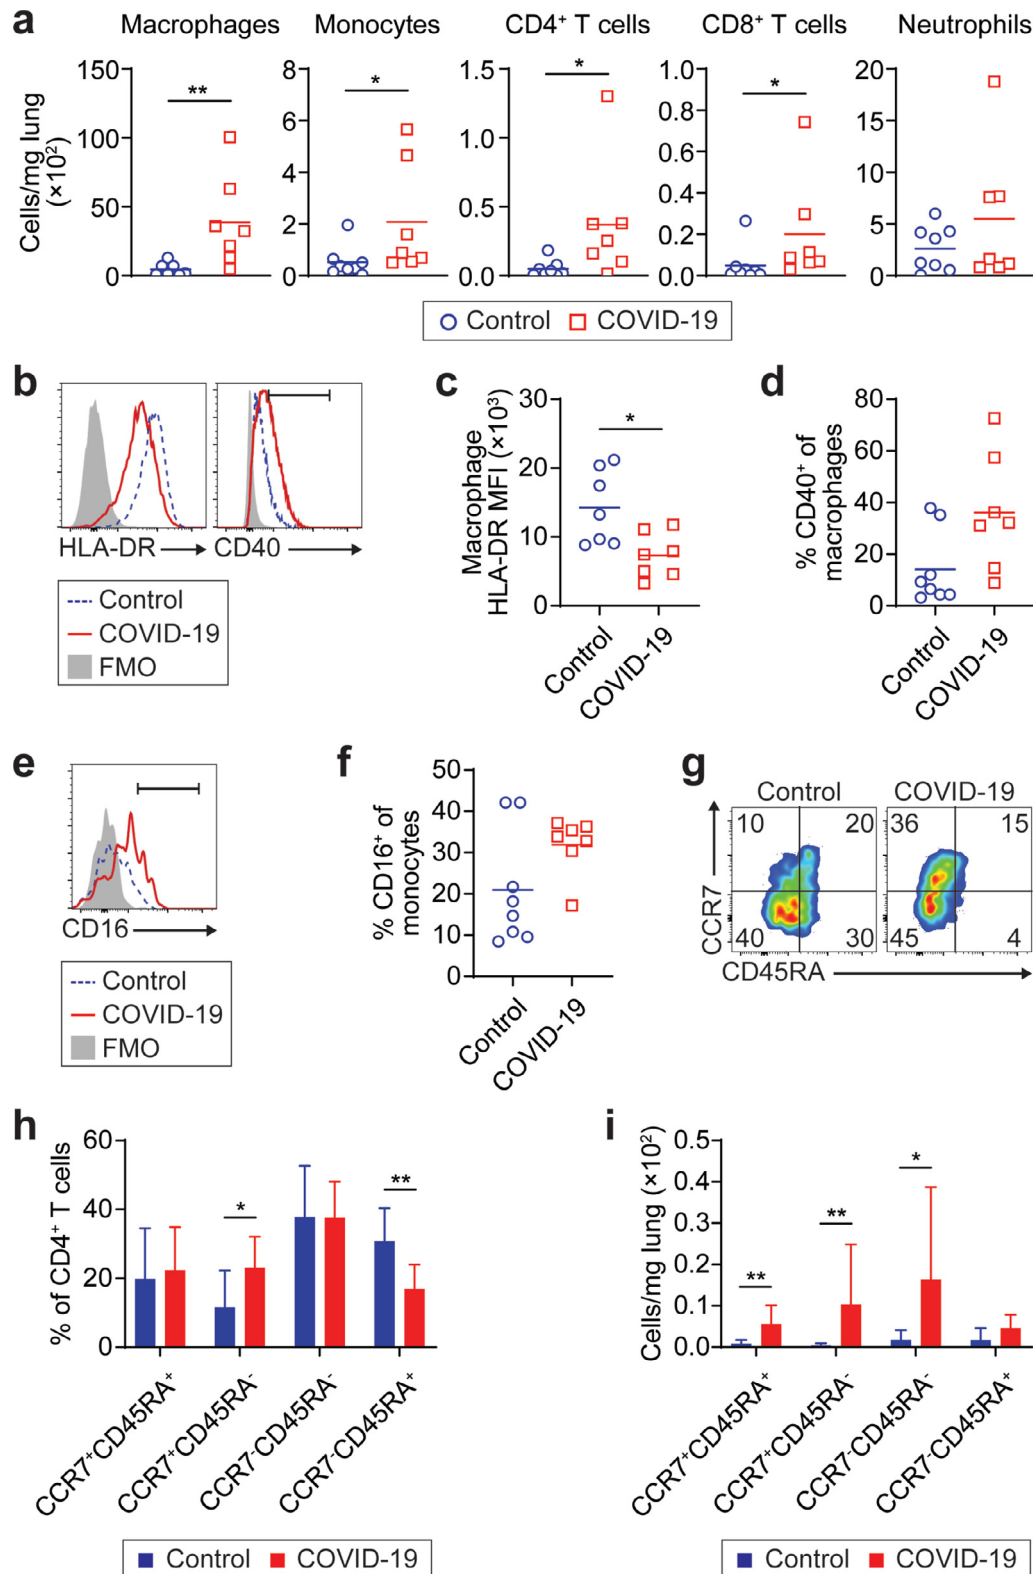 a
Macrophages Monocytes CD4+ T cells CD8+ T cells Neutrophils
Cells/mg lung (×10²)
150 100 50 0
**
8 6 4 2 0
*
1.5 1.0 0.5 0.0
*
1.0 0.8 0.6 0.4 0.2 0.0
*
20 15 10 5 0
Control COVID-19
b
HLA-DR CD40
Control
COVID-19
FMO
c
Macrophage
HLA-DR MFI (×10³)
30
20
10
0
*
Control COVID-19
d
% CD40+ of
macrophages
80
60
40
20
0
Control COVID-19
e
CD16
Control
COVID-19
FMO
f
% CD16+ of
monocytes
50
40
30
20
10
0
Control COVID-19
g
Control COVID-19
10 20 36 15
40 30 45 4
CCR7
CD45RA
h
% of CD4+ T cells
60
40
20
0
* **
CCR7+CD45RA+ CCR7+CD45RA- CCR7-CD45RA- CCR7-CD45RA+
Control COVID-19
i
Cells/mg lung (×10²)
0.5
0.4
0.3
0.2
0.1
0.0
** ** *
CCR7+CD45RA+ CCR7-+CD45RA- CCR7-CD45RA- CCR7-CD45RA+
Control COVID-19